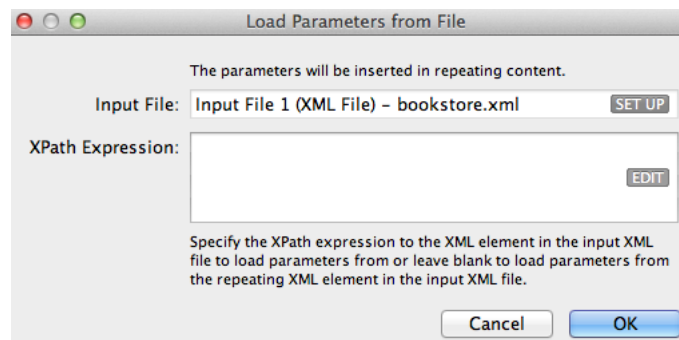 Load Parameters from File
The parameters will be inserted in repeating content.
Input File: Input File 1 (XML File) – bookstore.xml SET UP
XPath Expression:
EDIT
Specify the XPath expression to the XML element in the input XML
file to load parameters from or leave blank to load parameters from
the repeating XML element in the input XML file.
Cancel OK